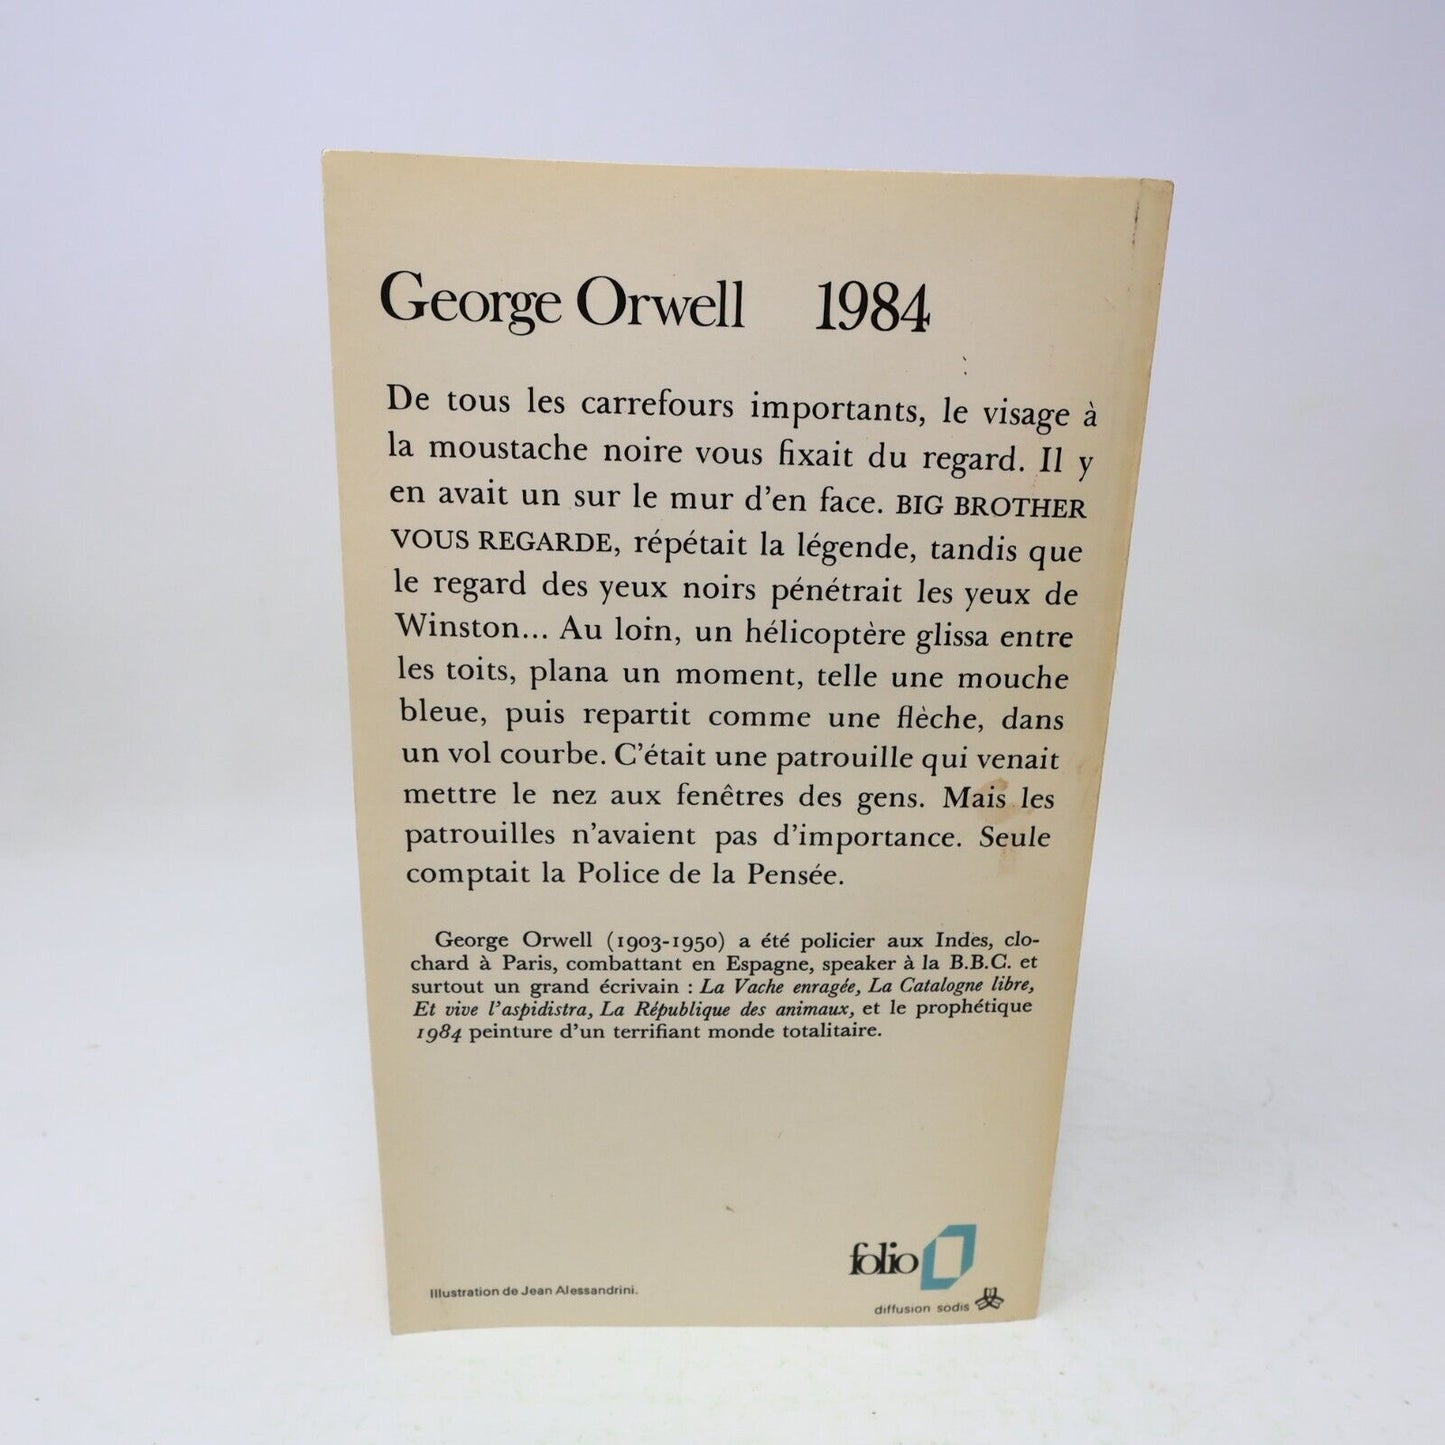 George Orwell 1984
De tous les carrefours importants, le visage à
la moustache noire vous fixait du regard. Il y
en avait un sur le mur d'en face. BIG BROTHER
VOUS REGARDE, répétait la légende, tandis que
le regard des yeux noirs pénétrait les yeux de
Winston... Au loin, un hélicoptère glissa entre
les toits, plana un moment, telle une mouche
bleue, puis repartit comme une flèche, dans
un vol courbe. C'était une patrouille qui venait
mettre le nez aux fenêtres des gens. Mais les
patrouilles n'avaient pas d'importance. Seule
comptait la Police de la Pensée.
George Orwell (1903-1950) a été policier aux Indes, clo-
chard à Paris, combattant en Espagne, speaker à la B.B.C. et
surtout un grand écrivain : La Vache enragée, La Catalogne libre,
Et vive l'aspidistra, La République des animaux, et le prophétique
1984 peinture d'un terrifiant monde totalitaire.
folio
Illustration de Jean Alessandrini.
diffusion sodis